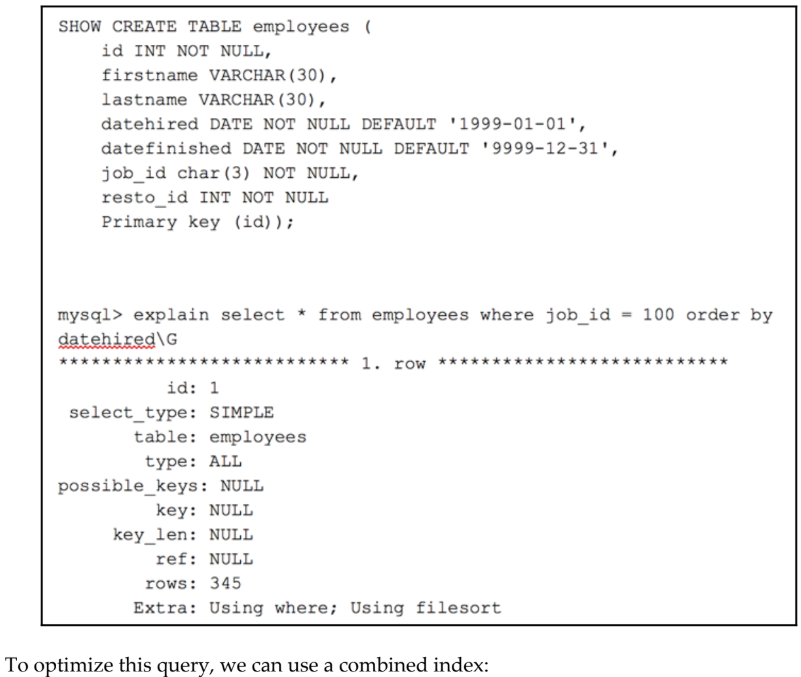 SHOW CREATE TABLE employees (
id INT NOT NULL,
firstname VARCHAR(30),
lastname VARCHAR(30),
datehired DATE NOT NULL DEFAULT '1999-01-01',
datefinished DATE NOT NULL DEFAULT '9999-12-31',
job_id char(3) NOT NULL,
resto_id INT NOT NULL
Primary key (id));
mysql> explain select * from employees where job_id = 100 order by
datehired\G
*************************** 1. row ***************************
id: 1
select_type: SIMPLE
table: employees
type: ALL
possible_keys: NULL
key: NULL
key_len: NULL
ref: NULL
rows: 345
Extra: Using where; Using filesort
To optimize this query, we can use a combined index: